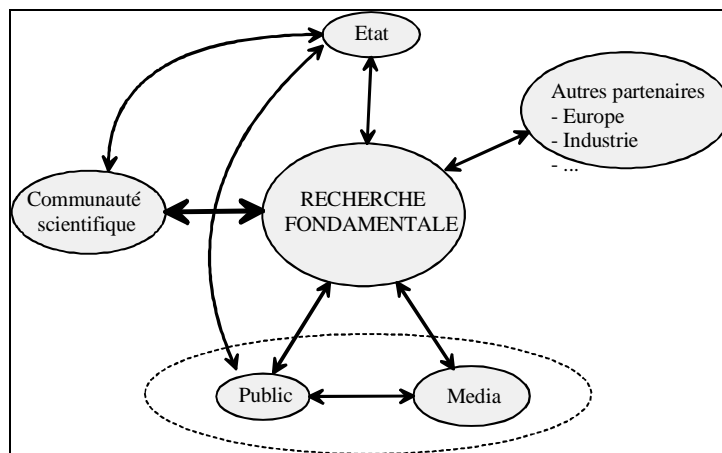 Etat
Autres partenaires
- Europe
- Industrie
- ...
Communauté
scientifique
RECHERCHE
FONDAMENTALE
Public
Media